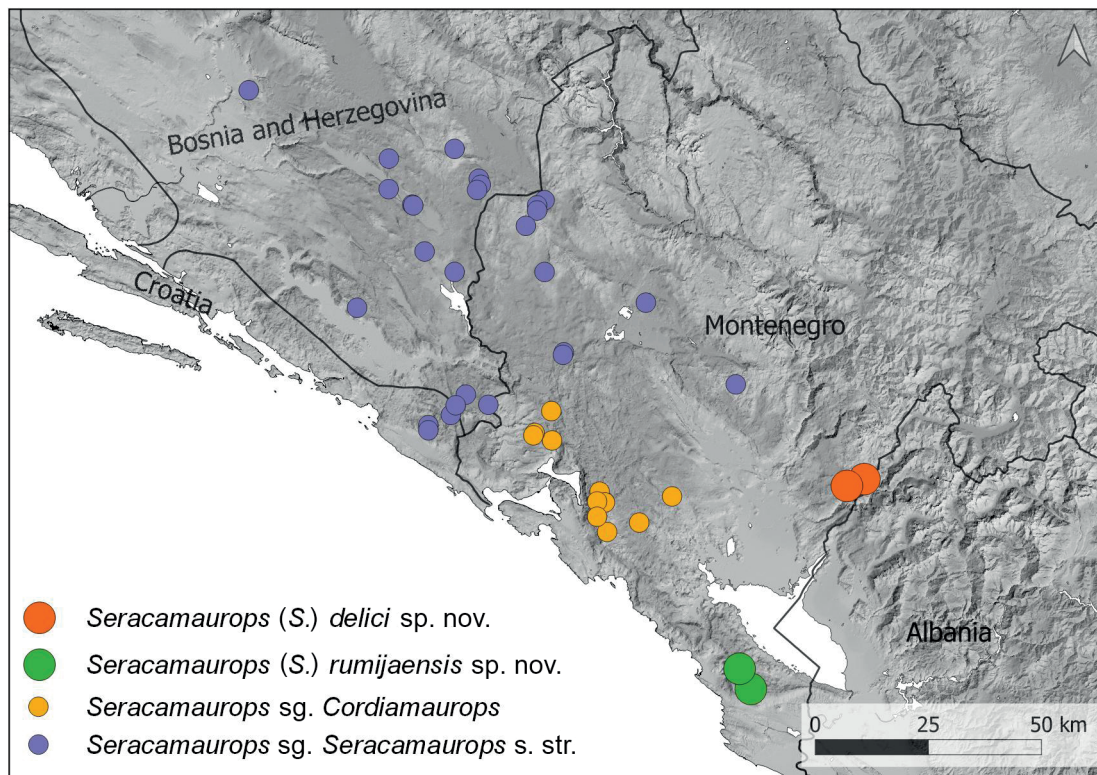 Bosnia and Herzegovina
Croatia
Montenegro
Albania
Seracamaurops (S.) delici sp. nov.
Seracamaurops (S.) rumijaensis sp. nov.
Seracamaurops sg. Cordiamaurops
Seracamaurops sg. Seracamaurops s. str.
0 25 50 km